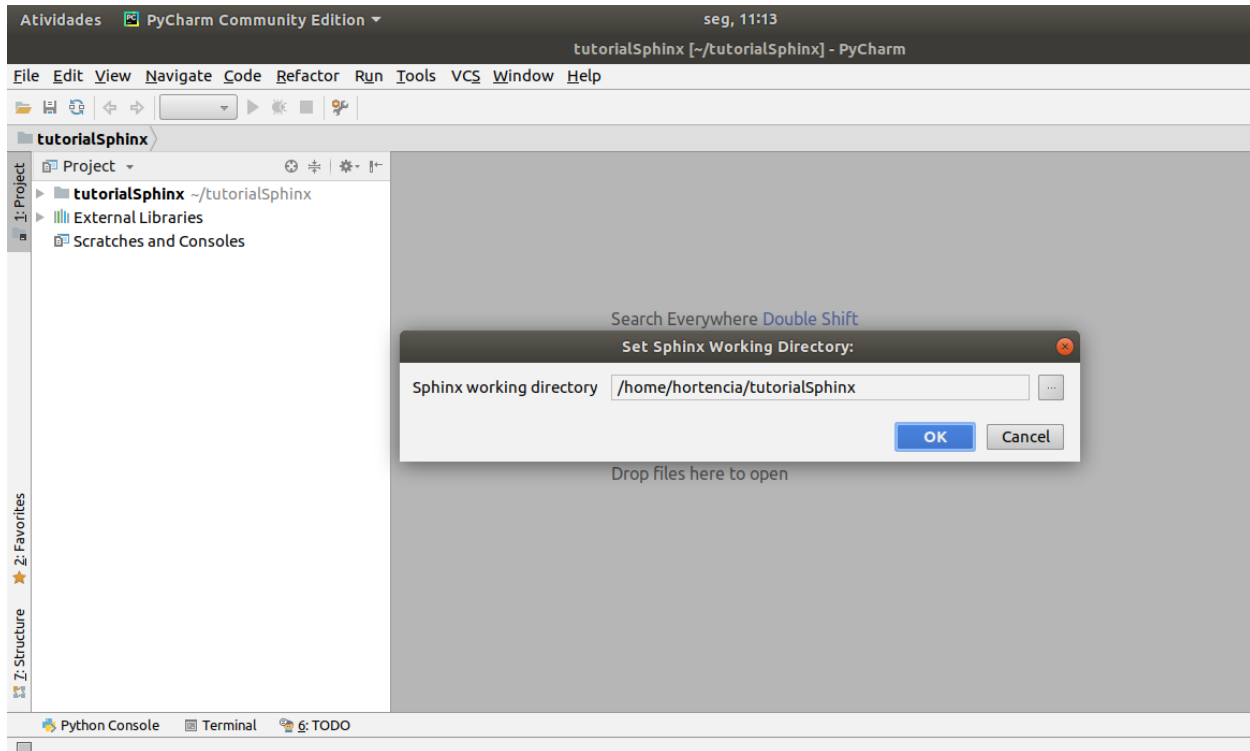 Atividades PyCharm Community Edition seg, 11:13
tutorialSphinx [~/tutorialSphinx] - PyCharm
File Edit View Navigate Code Refactor Run Tools VCS Window Help
tutorialSphinx
1: Project
Project
tutorialSphinx ~/tutorialSphinx
External Libraries
Scratches and Consoles
Search Everywhere Double Shift
Set Sphinx Working Directory:
Sphinx working directory /home/hortencia/tutorialSphinx ...
OK Cancel
Drop files here to open
2: Favorites
7: Structure
Python Console Terminal 6: TODO